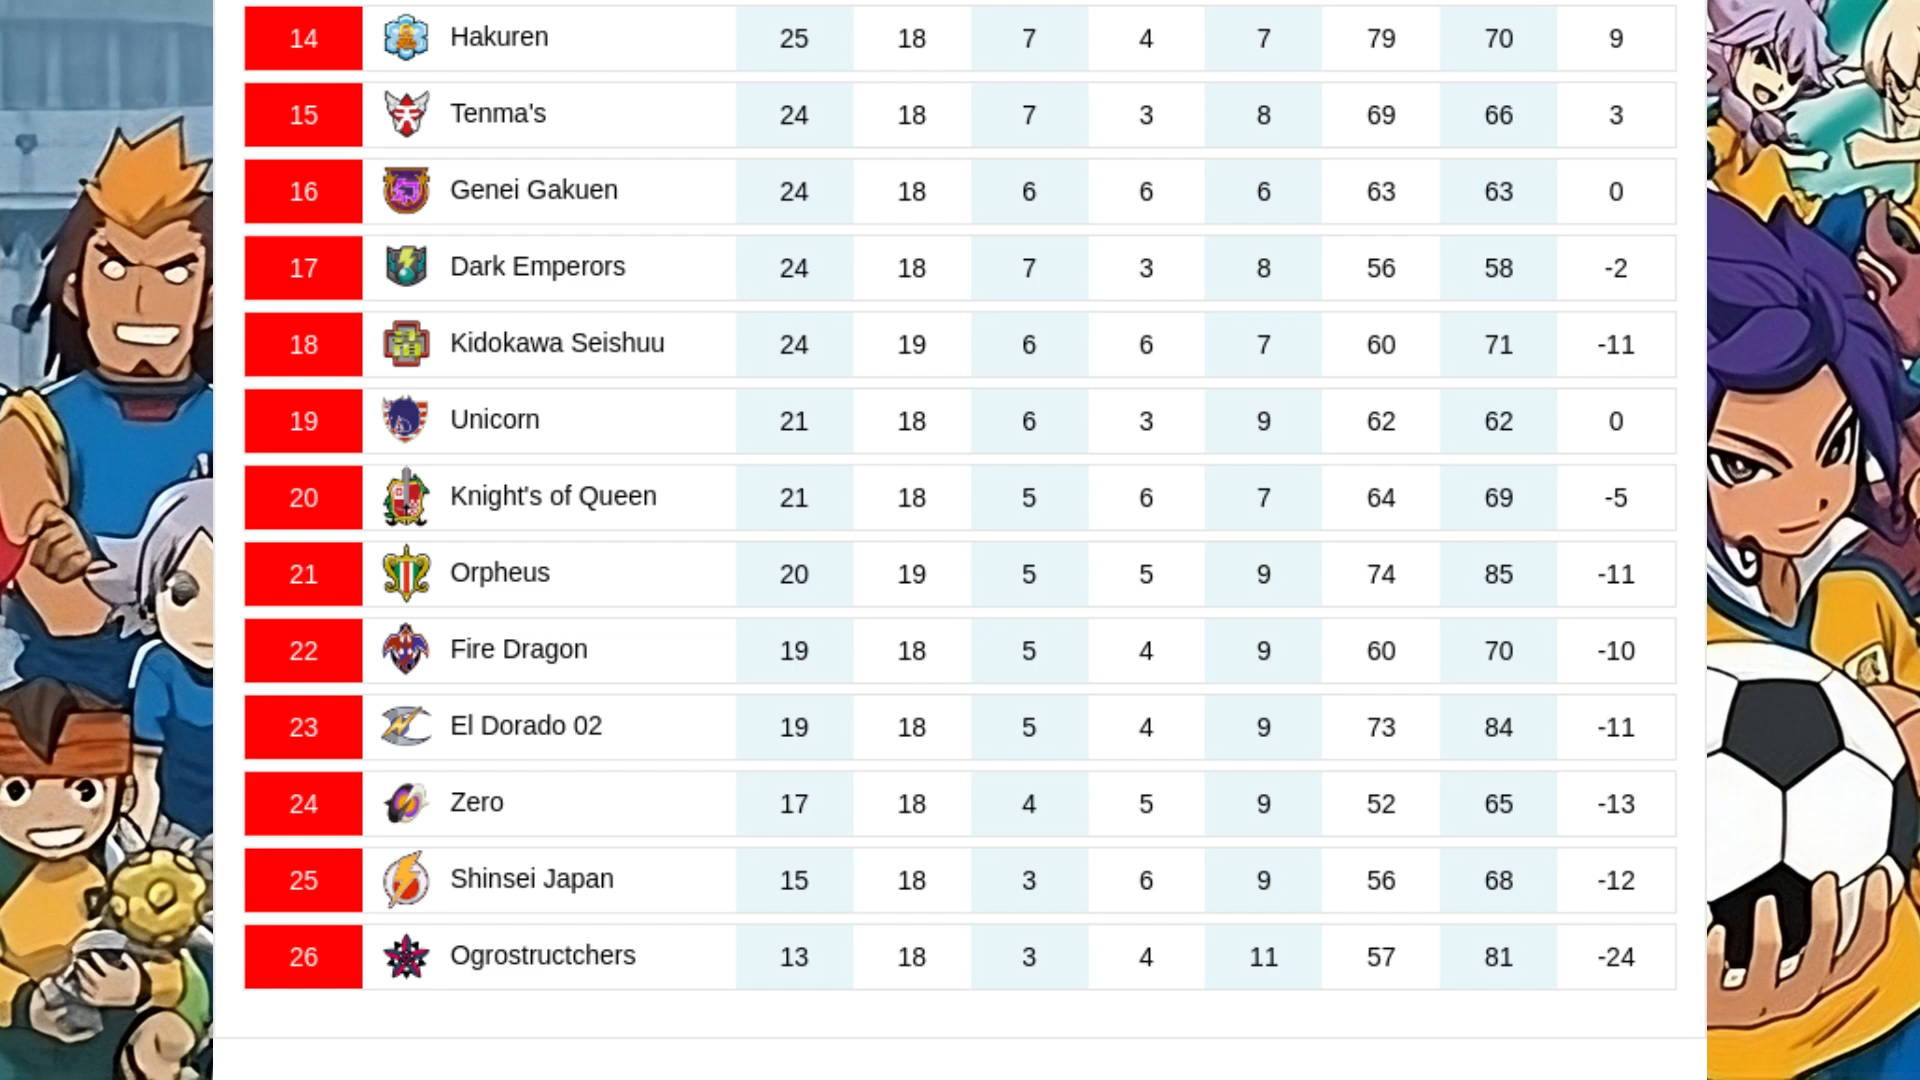 14 Hakuren 25 18 7 4 7 79 70 9
15 Tenma's 24 18 7 3 8 69 66 3
16 Genei Gakuen 24 18 6 6 6 63 63 0
17 Dark Emperors 24 18 7 3 8 56 58 -2
18 Kidokawa Seishuu 24 19 6 6 7 60 71 -11
19 Unicorn 21 18 6 3 9 62 62 0
20 Knight's of Queen 21 18 5 6 7 64 69 -5
21 Orpheus 20 19 5 5 9 74 85 -11
22 Fire Dragon 19 18 5 4 9 60 70 -10
23 El Dorado 02 19 18 5 4 9 73 84 -11
24 Zero 17 18 4 5 9 52 65 -13
25 Shinsei Japan 15 18 3 6 9 56 68 -12
26 Ogrostructchers 13 18 3 4 11 57 81 -24